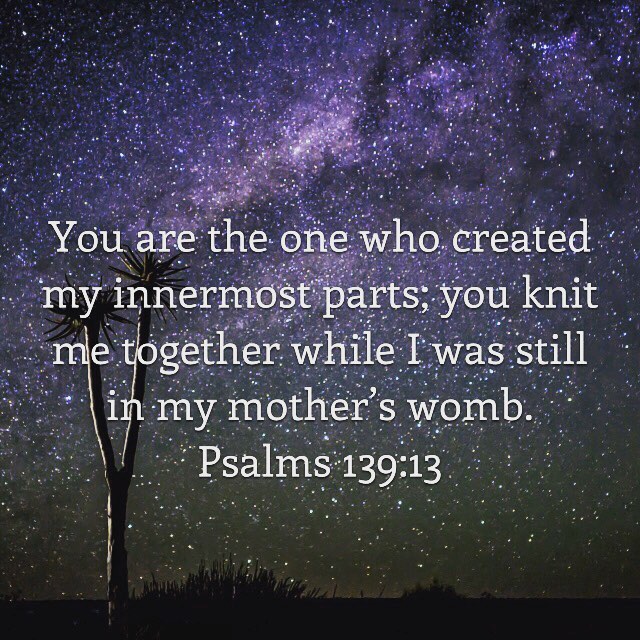 You are the one who created
my innermost parts; you knit
me together while I was still
in my mother’s womb.
Psalms 139:13